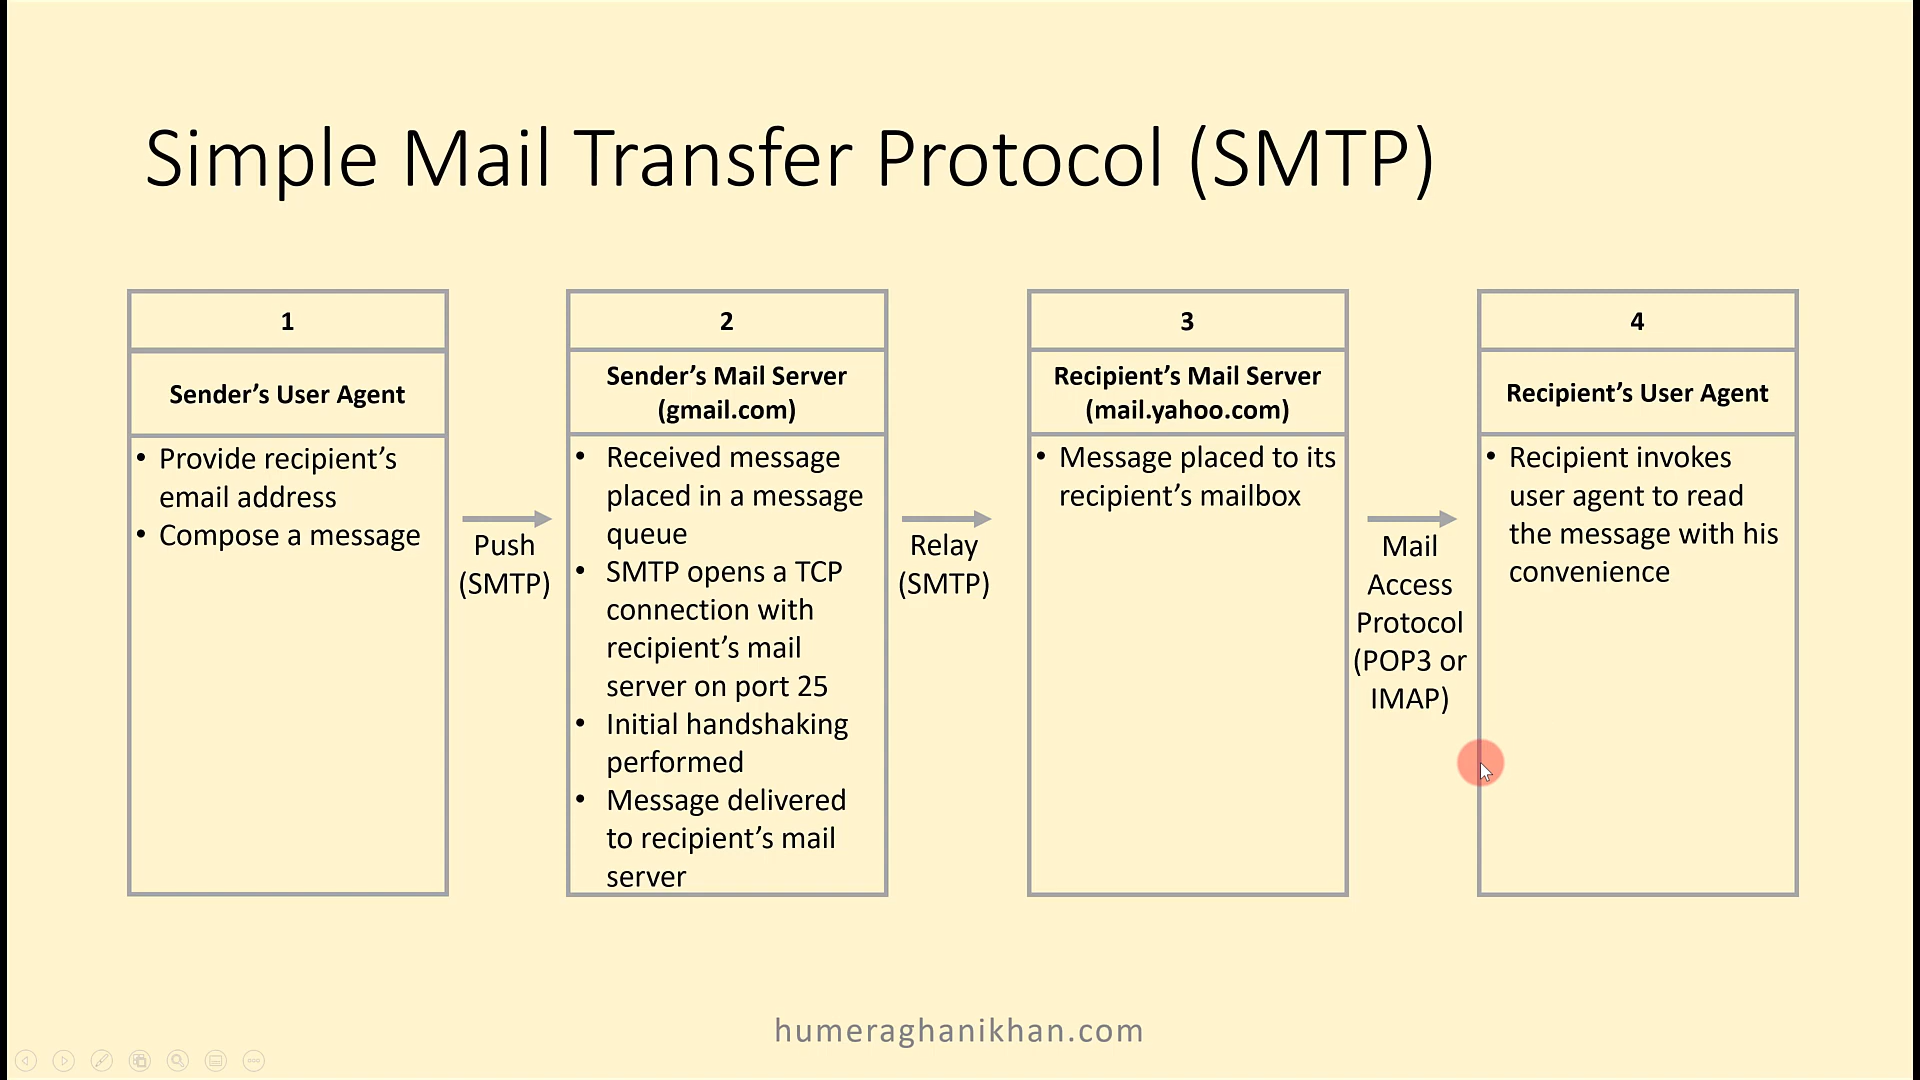 Simple Mail Transfer Protocol (SMTP)
1
Sender’s User Agent
• Provide recipient’s
email address
• Compose a message
Push
(SMTP)
2
Sender’s Mail Server
(gmail.com)
• Received message
placed in a message
queue
• SMTP opens a TCP
connection with
recipient’s mail
server on port 25
• Initial handshaking
performed
• Message delivered
to recipient’s mail
server
Relay
(SMTP)
3
Recipient’s Mail Server
(mail.yahoo.com)
• Message placed to its
recipient’s mailbox
Mail
Access
Protocol
(POP3 or
IMAP)
4
Recipient’s User Agent
• Recipient invokes
user agent to read
the message with his
convenience
humeraghanikhan.com